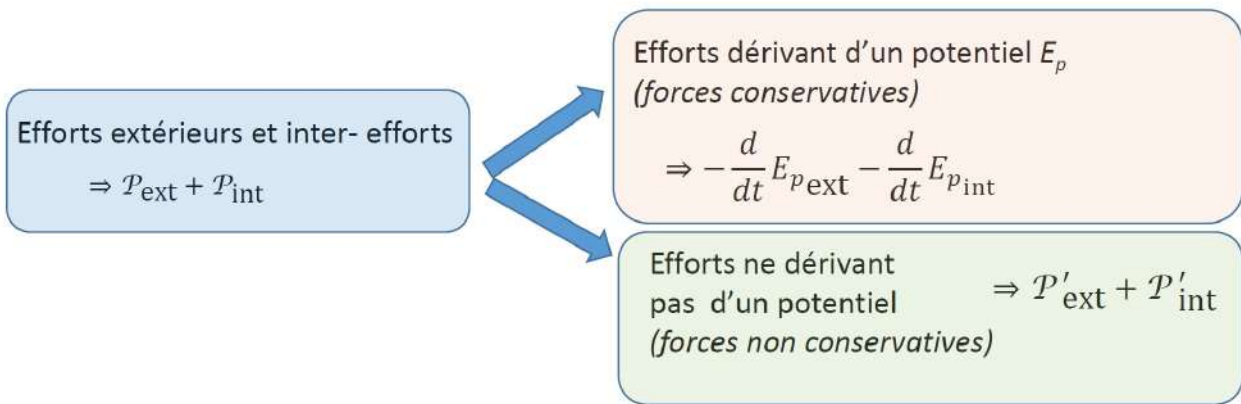 Efforts extérieurs et inter- efforts
⇒ 𝒫ext + 𝒫int
Efforts dérivant d'un potentiel Ep
(forces conservatives)
⇒ − d/dt Ep ext − d/dt Ep int
Efforts ne dérivant
pas d'un potentiel
(forces non conservatives)
⇒ 𝒫′ext + 𝒫′int